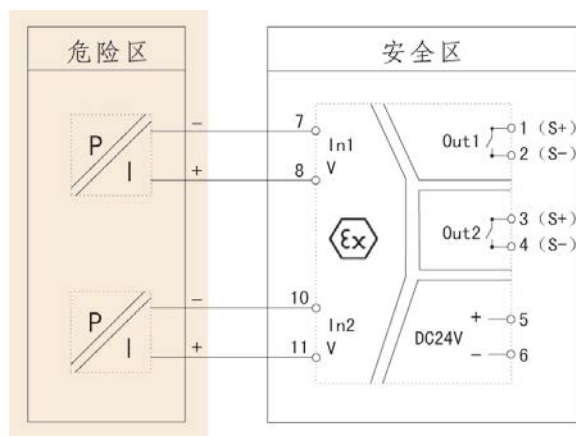 危险区
安全区
P
I
－
＋
7
8
In1
V
Out1
1 (S+)
2 (S-)
Out2
3 (S+)
4 (S-)
Ex
P
I
－
＋
10
11
In2
V
DC24V
＋
－
5
6